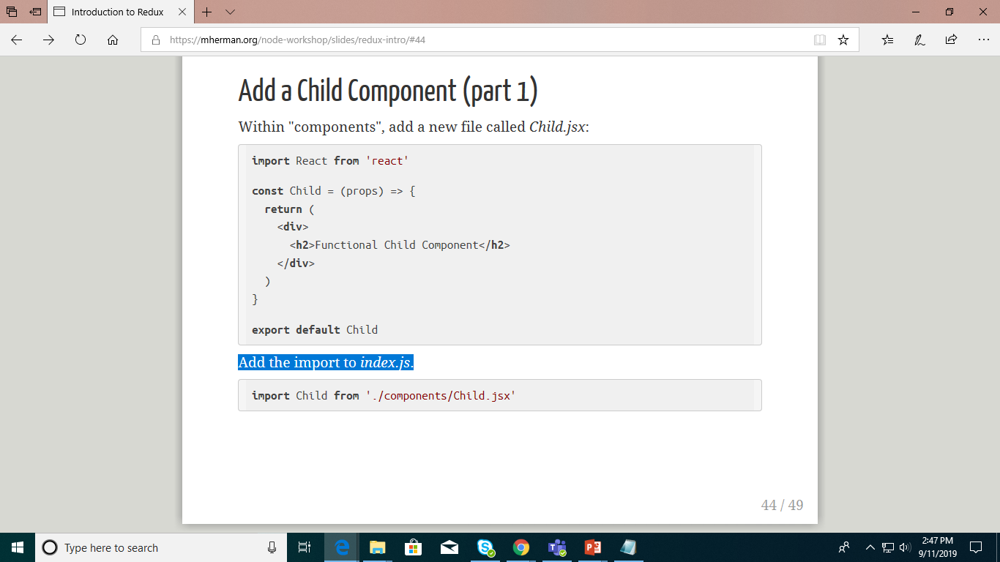 Introduction to Redux
https://mherman.org/node-workshop/slides/redux-intro/#44
Add a Child Component (part 1)
Within "components", add a new file called Child.jsx:
import React from 'react'
const Child = (props) => {
return (
<div>
<h2>Functional Child Component</h2>
</div>
)
}
export default Child
Add the import to index.js.
import Child from './components/Child.jsx'
44 / 49
Type here to search
2:47 PM
9/11/2019